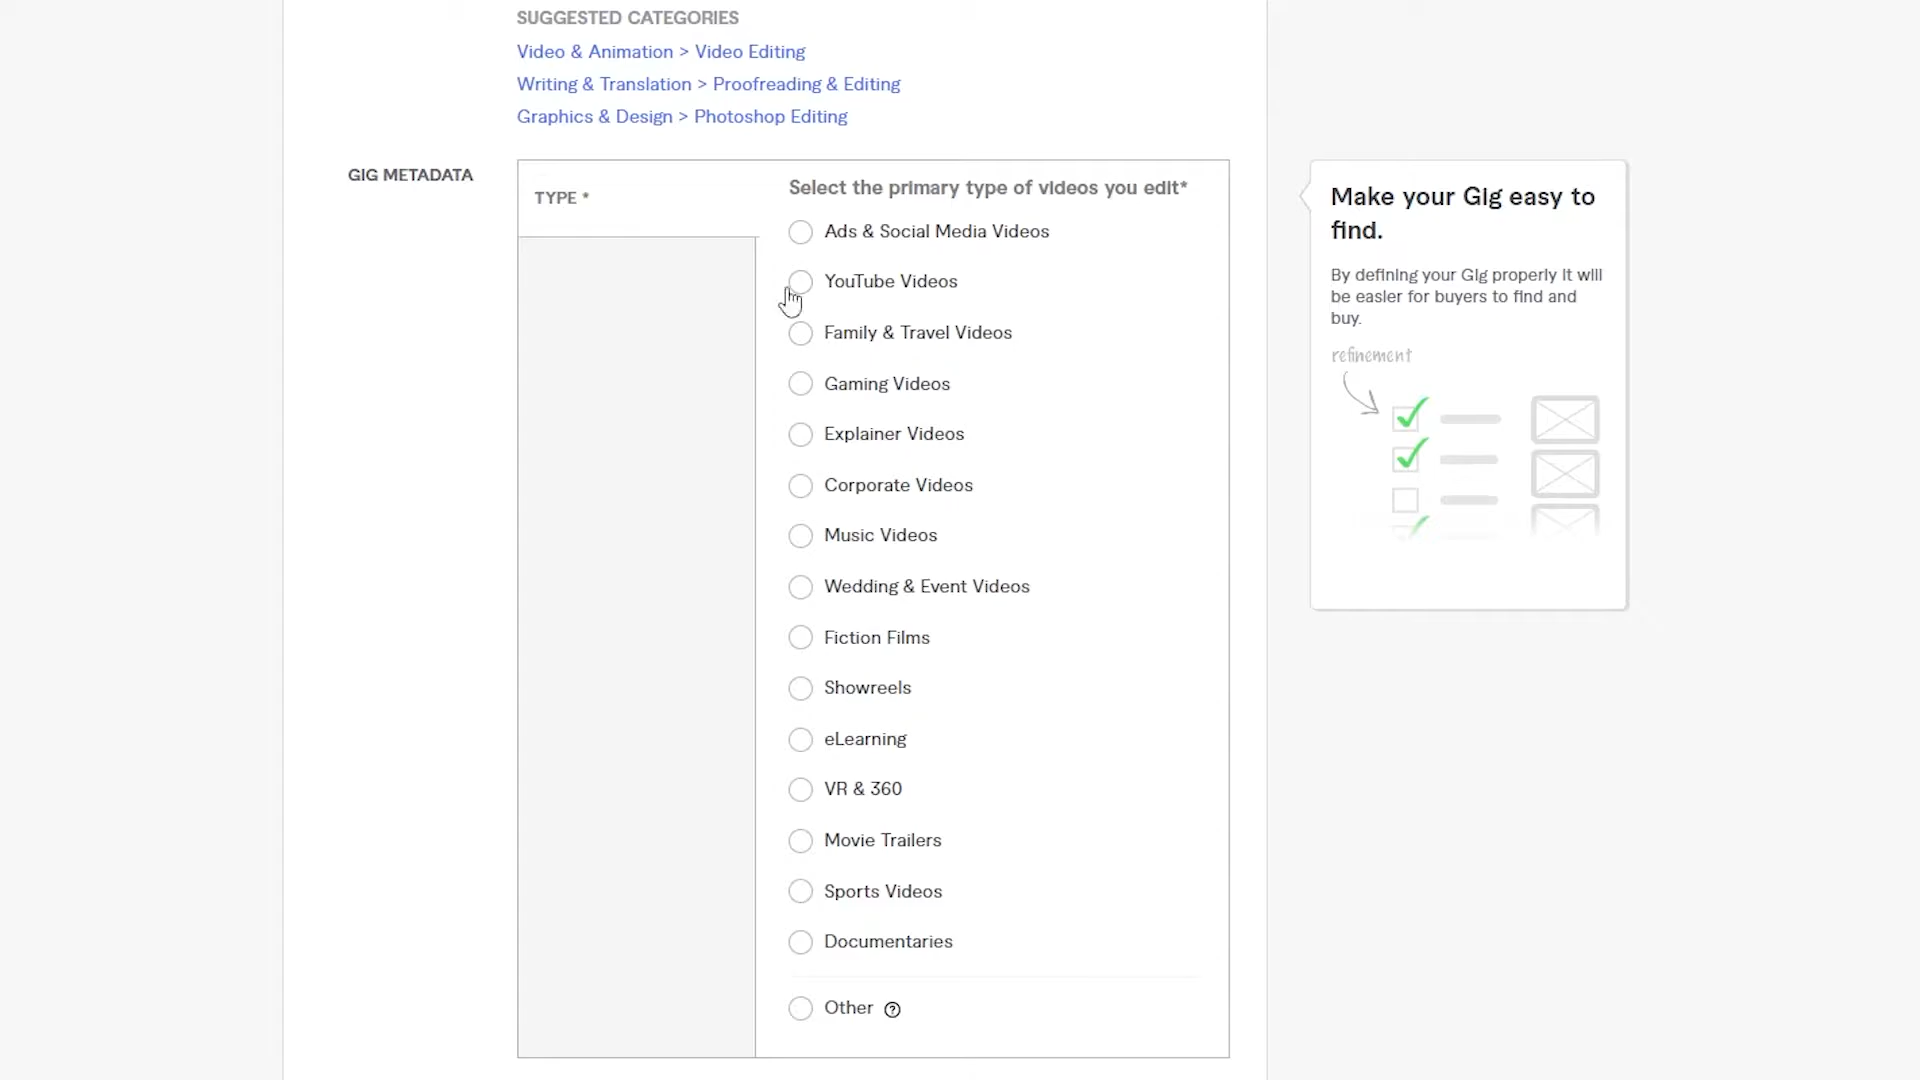 SUGGESTED CATEGORIES
Video & Animation > Video Editing
Writing & Translation > Proofreading & Editing
Graphics & Design > Photoshop Editing
GIG METADATA
TYPE *
Select the primary type of videos you edit*
Ads & Social Media Videos
YouTube Videos
Family & Travel Videos
Gaming Videos
Explainer Videos
Corporate Videos
Music Videos
Wedding & Event Videos
Fiction Films
Showreels
eLearning
VR & 360
Movie Trailers
Sports Videos
Documentaries
Other ?
Make your Gig easy to
find.
By defining your Gig properly it will
be easier for buyers to find and
buy.
refinement